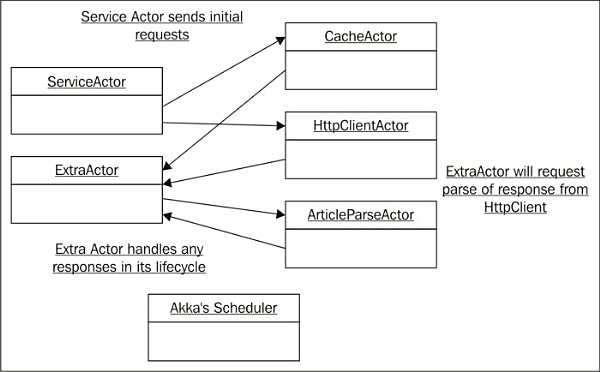 Service Actor sends initial
requests
CacheActor
ServiceActor
HttpClientActor
ExtraActor
ExtraActor will request
parse of response from
HttpClient
ArticleParseActor
Extra Actor handles any
responses in its lifecycle
Akka's Scheduler